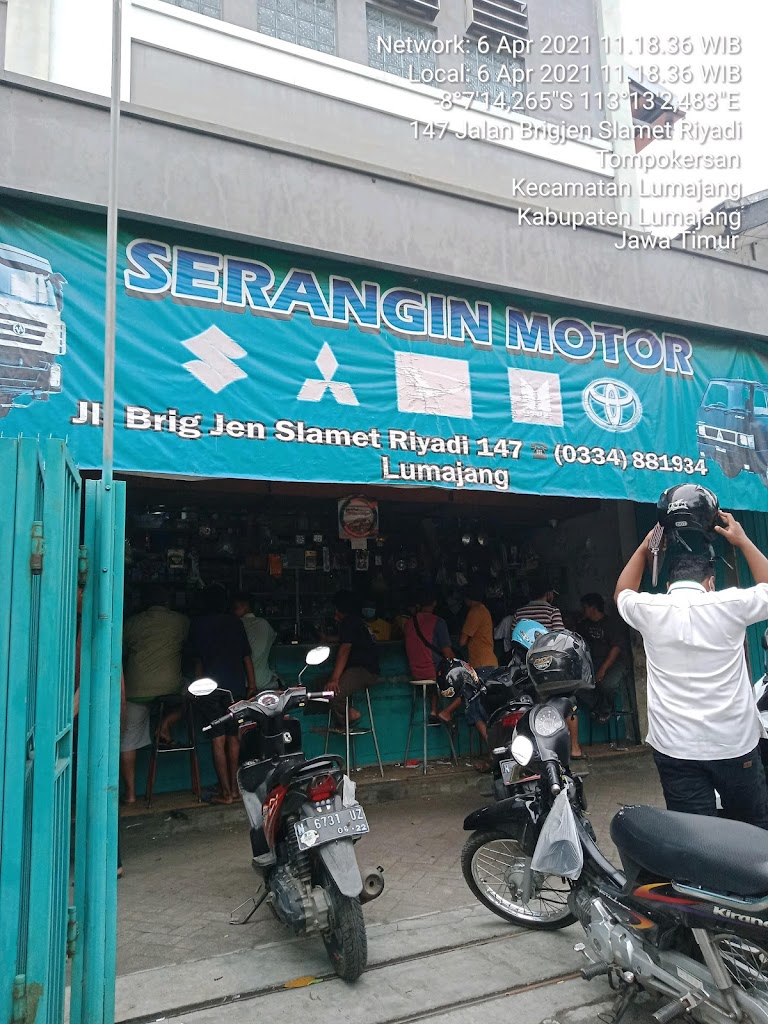 Network: 6 Apr 2021 11.18.36 WIB
Local: 6 Apr 2021 11.18.36 WIB
-8°7'14,265"S 113°13'2,483"E
147 Jalan Brigjen Slamet Riyadi
Tompokersan
Kecamatan Lumajang
Kabupaten Lumajang
Jawa Timur
SERANGIN MOTOR
Jl. Brig Jen Slamet Riyadi 147 ☎ (0334) 881934
Lumajang
N 6731 UZ
09·22